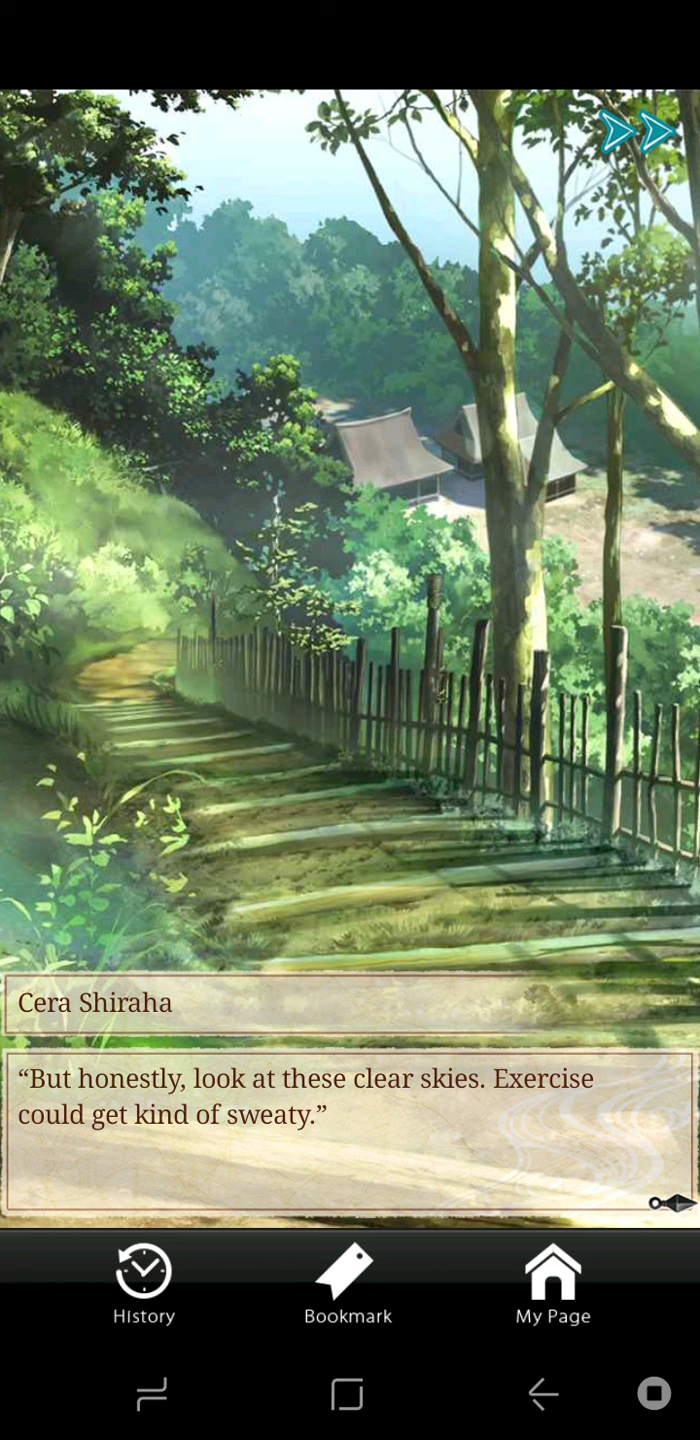 Cera Shiraha
“But honestly, look at these clear skies. Exercise
could get kind of sweaty.”
History
Bookmark
My Page